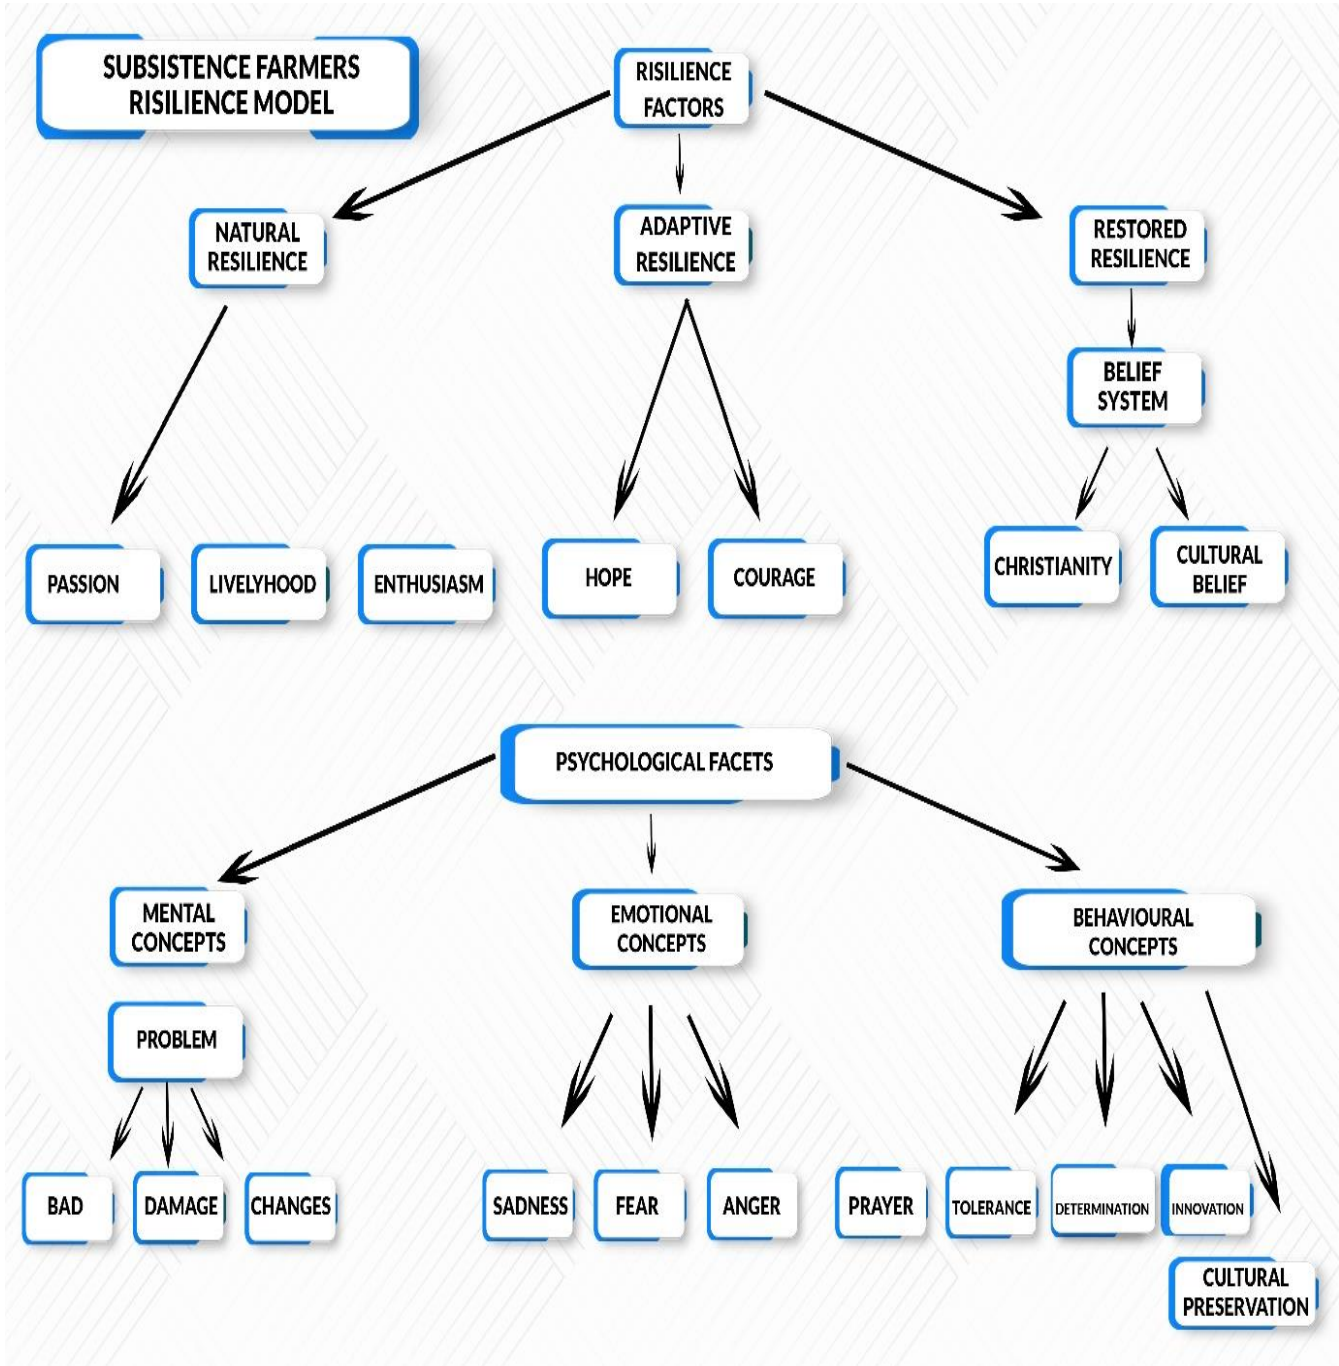 SUBSISTENCE FARMERS
RISILIENCE MODEL
RISILIENCE
FACTORS
NATURAL
RESILIENCE
ADAPTIVE
RESILIENCE
RESTORED
RESILIENCE
BELIEF
SYSTEM
PASSION
LIVELYHOOD
ENTHUSIASM
HOPE
COURAGE
CHRISTIANITY
CULTURAL
BELIEF
PSYCHOLOGICAL FACETS
MENTAL
CONCEPTS
EMOTIONAL
CONCEPTS
BEHAVIOURAL
CONCEPTS
PROBLEM
BAD
DAMAGE
CHANGES
SADNESS
FEAR
ANGER
PRAYER
TOLERANCE
DETERMINATION
INNOVATION
CULTURAL
PRESERVATION